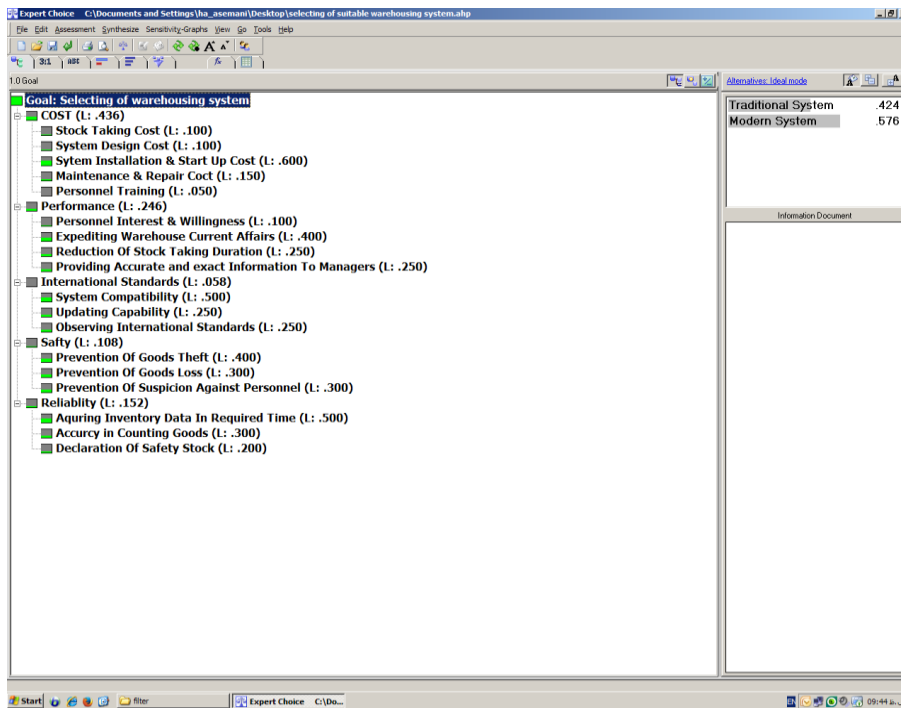 Expert Choice C:\Documents and Settings\ha_asemani\Desktop\selecting of suitable warehousing system.ahp
File Edit Assessment Synthesize Sensitivity-Graphs View Go Tools Help
3:1 ABC
1.0 Goal
Alternatives: Ideal mode
Goal: Selecting of warehousing system
COST (L: .436)
Stock Taking Cost (L: .100)
System Design Cost (L: .100)
Sytem Installation & Start Up Cost (L: .600)
Maintenance & Repair Coct (L: .150)
Personnel Training (L: .050)
Performance (L: .246)
Personnel Interest & Willingness (L: .100)
Expediting Warehouse Current Affairs (L: .400)
Reduction Of Stock Taking Duration (L: .250)
Providing Accurate and exact Information To Managers (L: .250)
International Standards (L: .058)
System Compatibility (L: .500)
Updating Capability (L: .250)
Observing International Standards (L: .250)
Safty (L: .108)
Prevention Of Goods Theft (L: .400)
Prevention Of Goods Loss (L: .300)
Prevention Of Suspicion Against Personnel (L: .300)
Reliablity (L: .152)
Aquring Inventory Data In Required Time (L: .500)
Accurcy in Counting Goods (L: .300)
Declaration Of Safety Stock (L: .200)
Traditional System .424
Modern System .576
Information Document
Start
filter
Expert Choice C:\Do...
EN
09:44